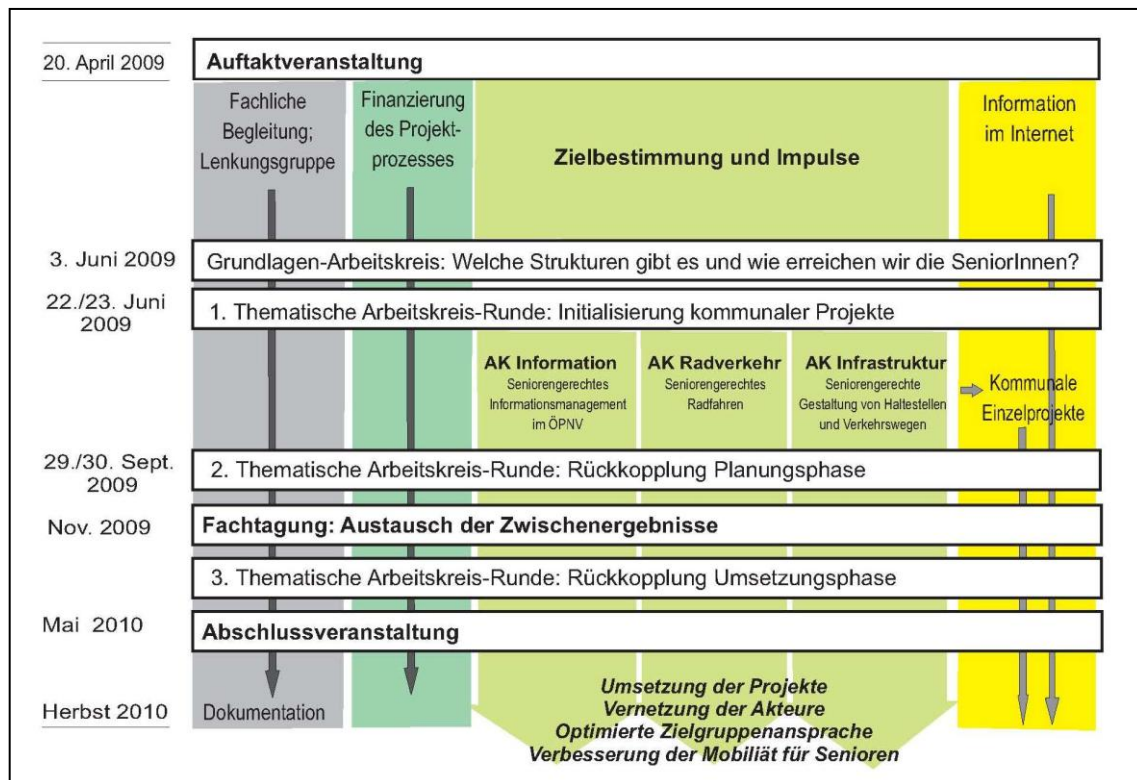 20. April 2009
Auftaktveranstaltung
Fachliche
Begleitung;
Lenkungsgruppe
Finanzierung
des Projekt-
prozesses
Zielbestimmung und Impulse
Information
im Internet
3. Juni 2009
Grundlagen-Arbeitskreis: Welche Strukturen gibt es und wie erreichen wir die SeniorInnen?
22./23. Juni
2009
1. Thematische Arbeitskreis-Runde: Initialisierung kommunaler Projekte
AK Information
Seniorengerechtes
Informationsmanagement
im ÖPNV
AK Radverkehr
Seniorengerechtes
Radfahren
AK Infrastruktur
Seniorengerechte
Gestaltung von Haltestellen
und Verkehrswegen
Kommunale
Einzelprojekte
29./30. Sept.
2009
2. Thematische Arbeitskreis-Runde: Rückkopplung Planungsphase
Nov. 2009
Fachtagung: Austausch der Zwischenergebnisse
3. Thematische Arbeitskreis-Runde: Rückkopplung Umsetzungsphase
Mai 2010
Abschlussveranstaltung
Herbst 2010
Dokumentation
Umsetzung der Projekte
Vernetzung der Akteure
Optimierte Zielgruppenansprache
Verbesserung der Mobiliät für Senioren